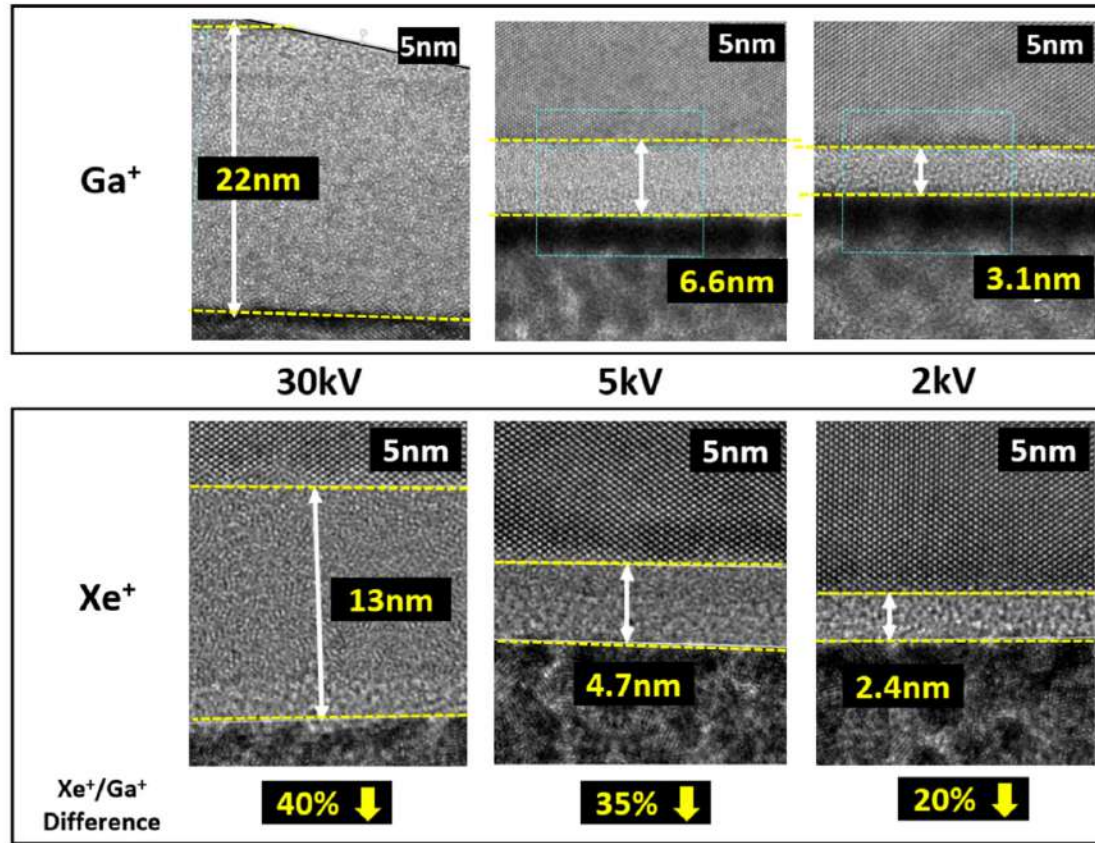 5nm
5nm
5nm
Ga⁺
22nm
6.6nm
3.1nm
30kV
5kV
2kV
5nm
5nm
5nm
Xe⁺
13nm
4.7nm
2.4nm
Xe⁺/Ga⁺
Difference
40%
35%
20%